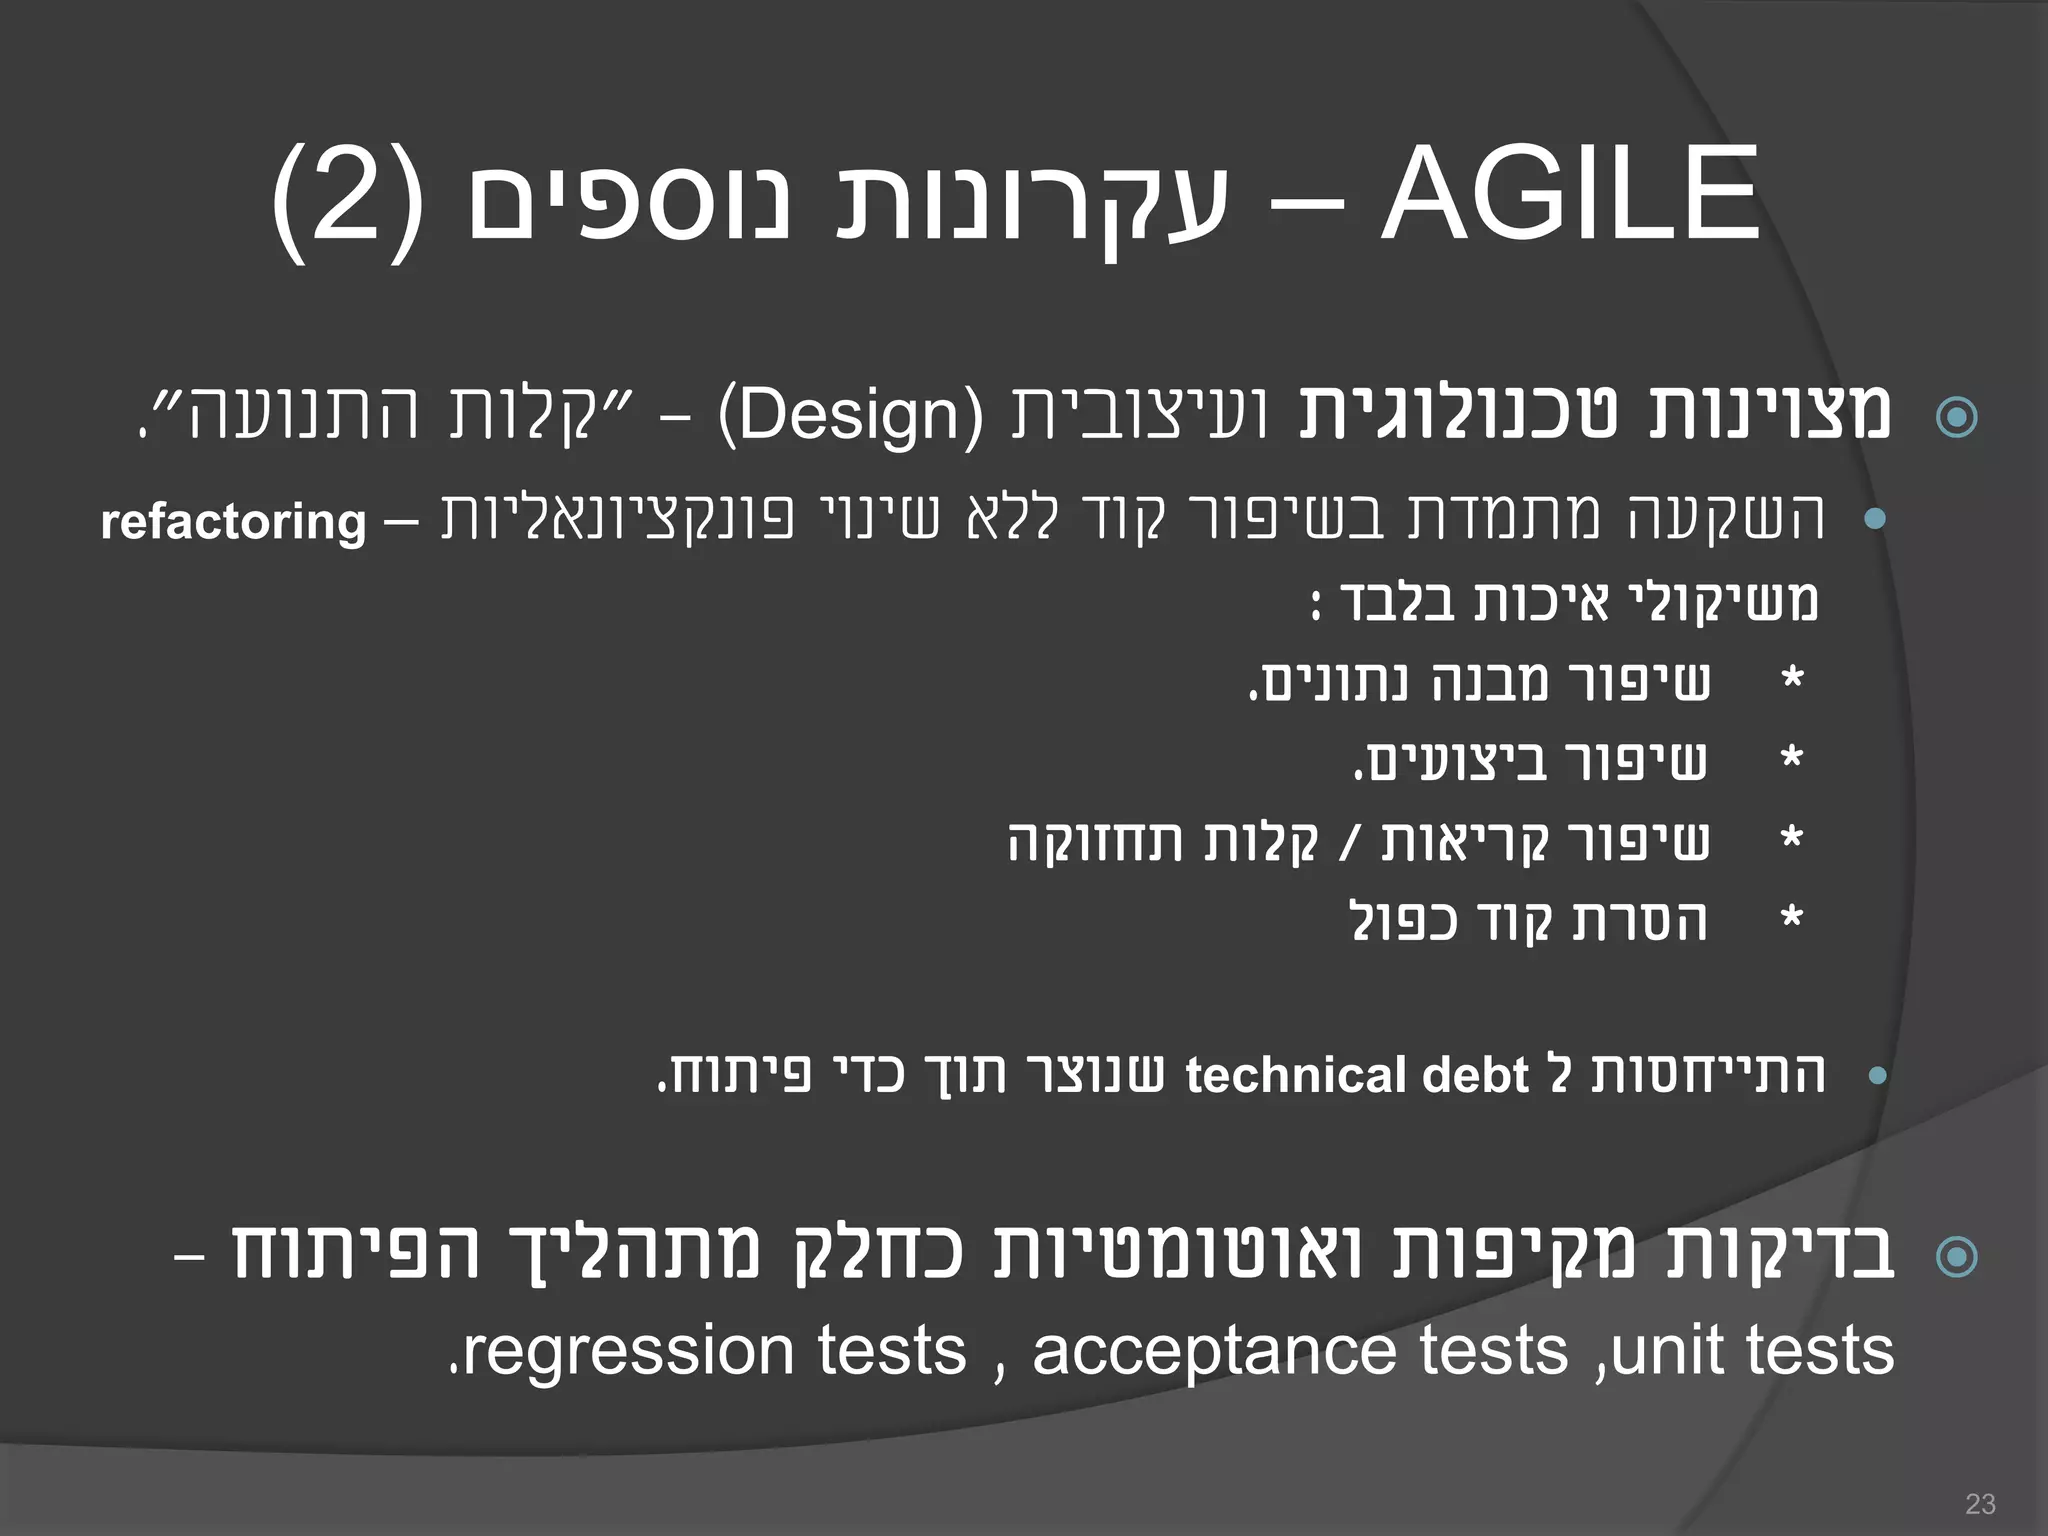 AGILE – עקרונות נוספים (2)
מצוינות טכנולוגית ועיצובית (Design) – "קלות התנועה".
השקעה מתמדת בשיפור קוד ללא שינוי פונקציונאליות – refactoring
משיקולי איכות בלבד :
* שיפור מבנה נתונים.
* שיפור ביצועים.
* שיפור קריאות / קלות תחזוקה
* הסרת קוד כפול
התייחסות ל technical debt שנוצר תוך כדי פיתוח.
בדיקות מקיפות ואוטומטיות כחלק מתהליך הפיתוח –
unit tests, acceptance tests , regression tests.
23